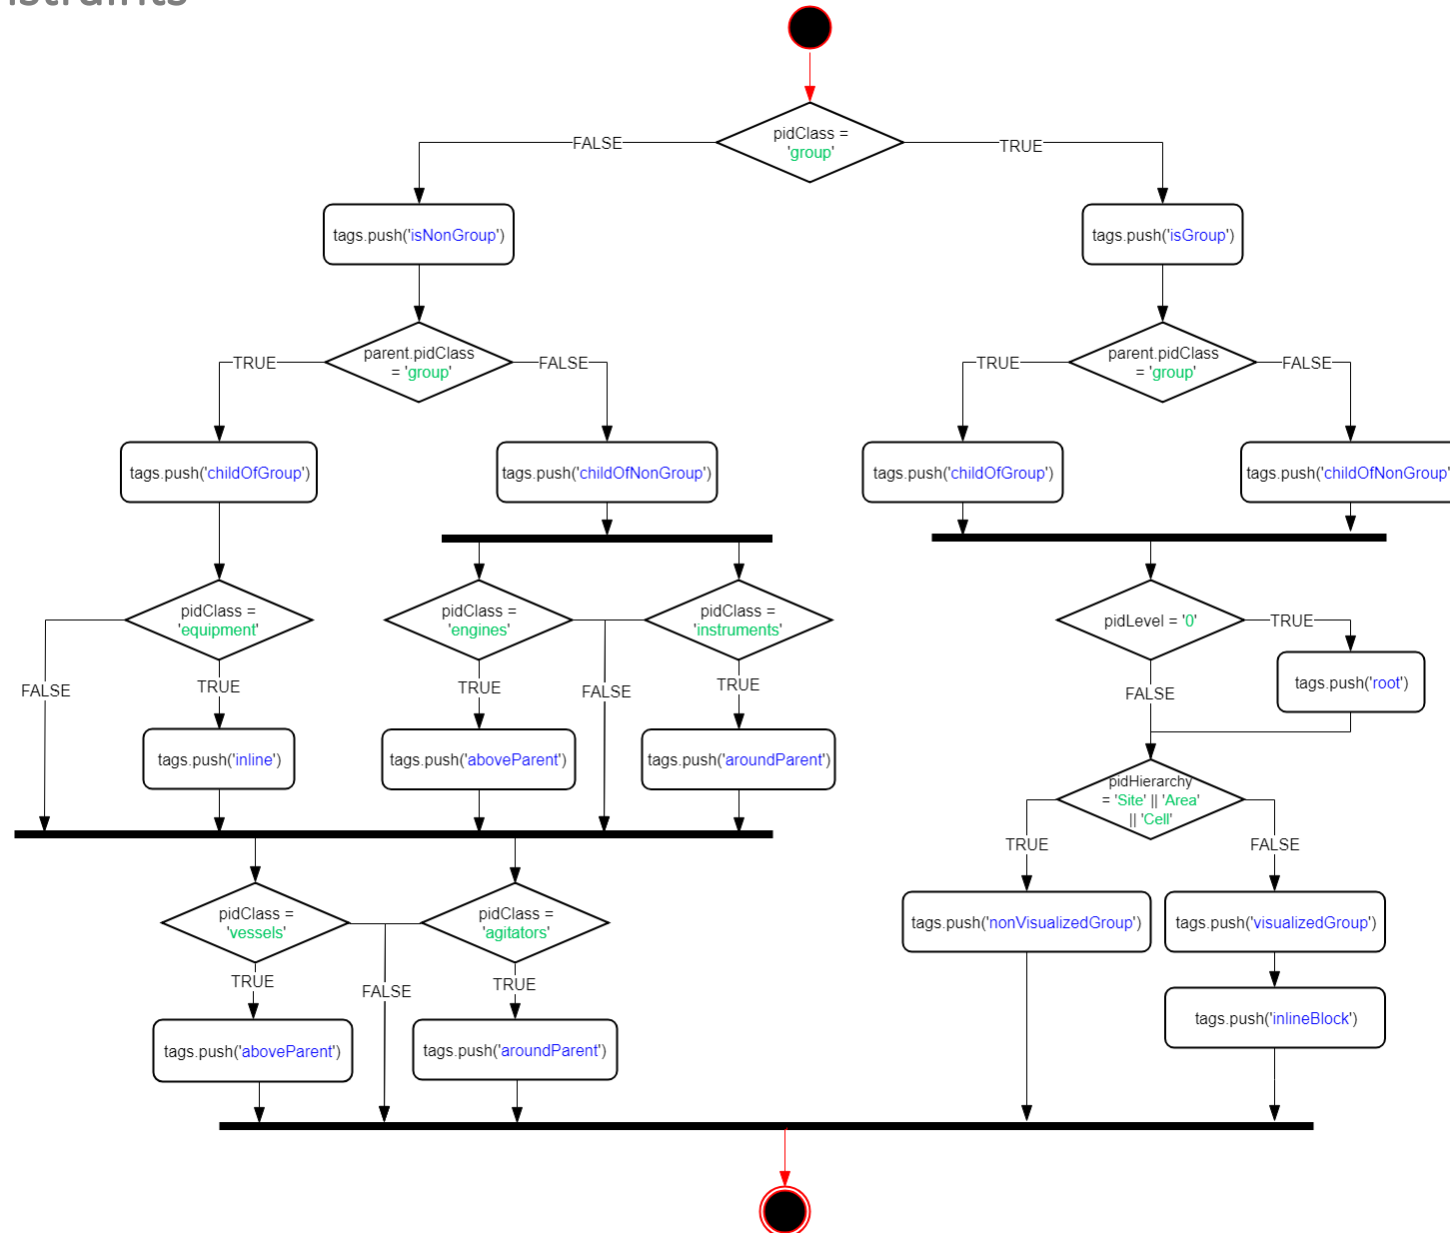 pidClass =
'group'
FALSE
TRUE
tags.push('isNonGroup')
tags.push('isGroup')
parent.pidClass
= 'group'
TRUE
FALSE
parent.pidClass
= 'group'
TRUE
FALSE
tags.push('childOfGroup')
tags.push('childOfNonGroup')
tags.push('childOfGroup')
tags.push('childOfNonGroup'
pidClass =
'equipment'
pidClass =
'engines'
pidClass =
'instruments'
pidLevel = '0'
TRUE
FALSE
TRUE
TRUE
FALSE
TRUE
FALSE
tags.push('root')
tags.push('inline')
tags.push('aboveParent')
tags.push('aroundParent')
pidHierarchy
= 'Site' || 'Area'
|| 'Cell'
TRUE
FALSE
pidClass =
'vessels'
pidClass =
'agitators'
tags.push('nonVisualizedGroup')
tags.push('visualizedGroup')
TRUE
FALSE
TRUE
tags.push('inlineBlock')
tags.push('aboveParent')
tags.push('aroundParent')